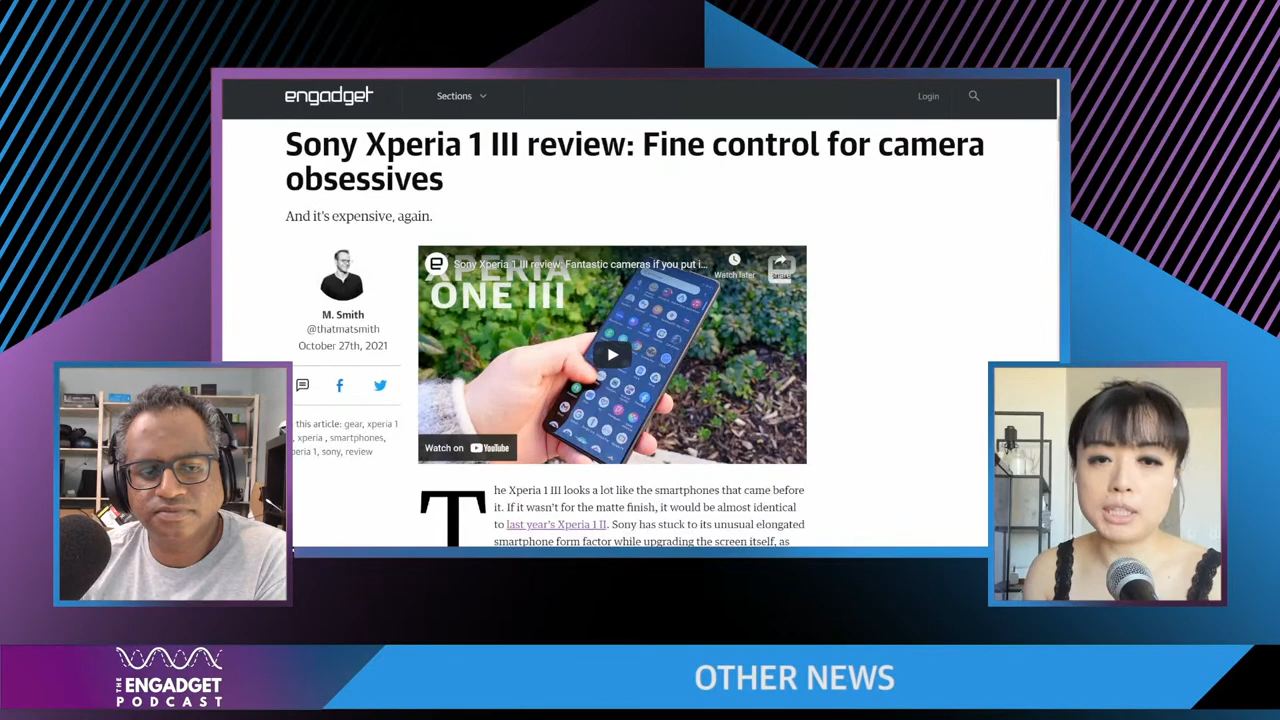 engadget
Sections
Login
Sony Xperia 1 III review: Fine control for camera
obsessives
And it's expensive, again.
M. Smith
@thatmatsmith
October 27th, 2021
this article: gear, xperia 1
, xperia , smartphones,
eria 1, sony, review
Sony Xperia 1 III review: Fantastic cameras if you put i...
Watch later
Share
XPERIA
ONE III
Watch on YouTube
The Xperia 1 III looks a lot like the smartphones that came before
it. If it wasn't for the matte finish, it would be almost identical
to last year's Xperia 1 II. Sony has stuck to its unusual elongated
smartphone form factor while upgrading the screen itself, as
THE
ENGADGET
PODCAST
OTHER NEWS